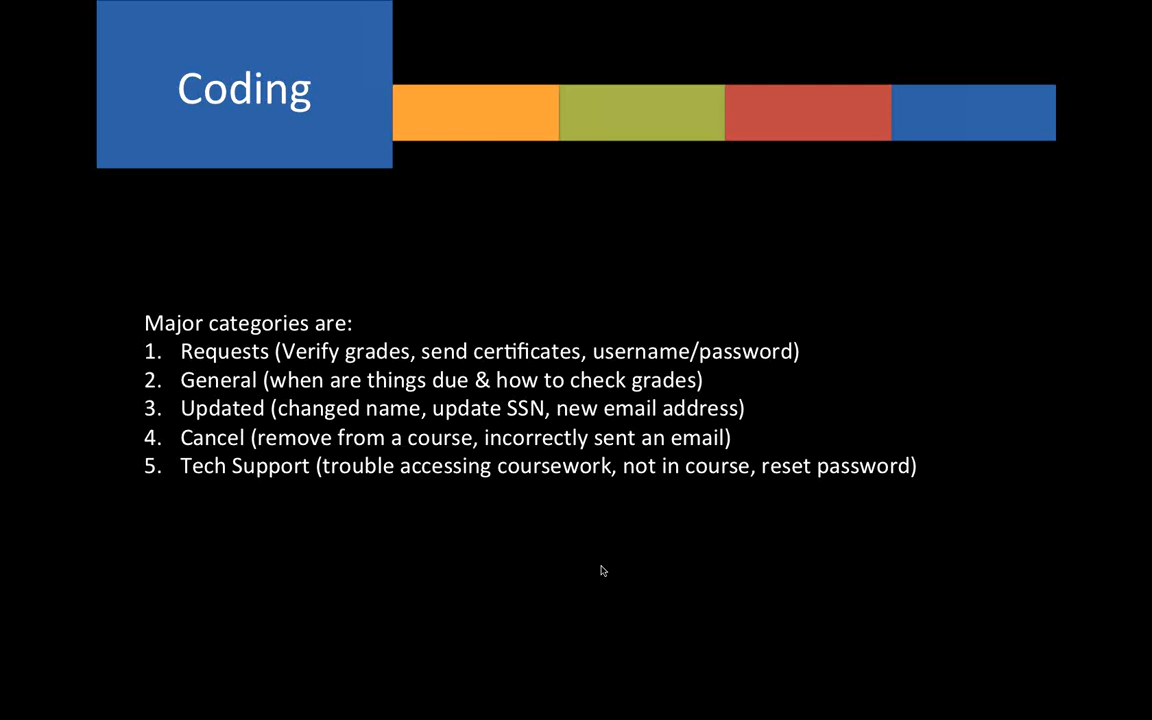 Coding
Major categories are:
1. Requests (Verify grades, send certificates, username/password)
2. General (when are things due & how to check grades)
3. Updated (changed name, update SSN, new email address)
4. Cancel (remove from a course, incorrectly sent an email)
5. Tech Support (trouble accessing coursework, not in course, reset password)